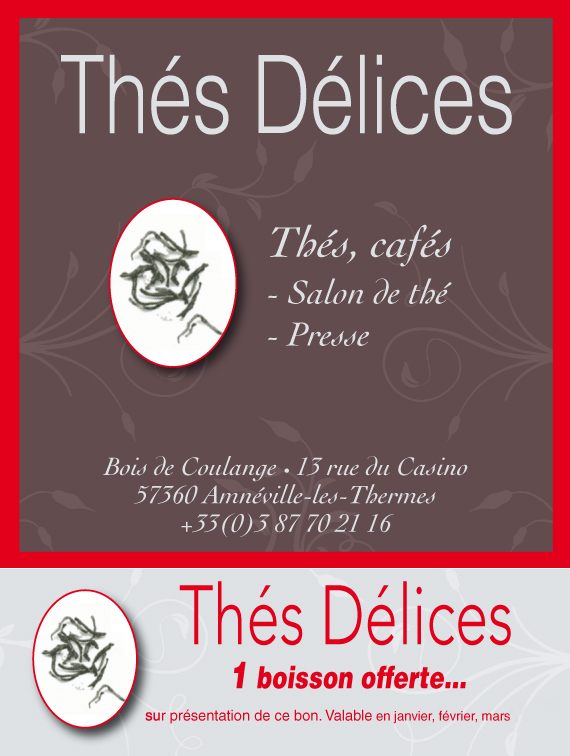 Thés Délices
Thés, cafés
- Salon de thé
- Presse
Bois de Coulange • 13 rue du Casino
57360 Amnéville-les-Thermes
+33(0)3 87 70 21 16
Thés Délices
1 boisson offerte...
sur présentation de ce bon. Valable en janvier, février, mars